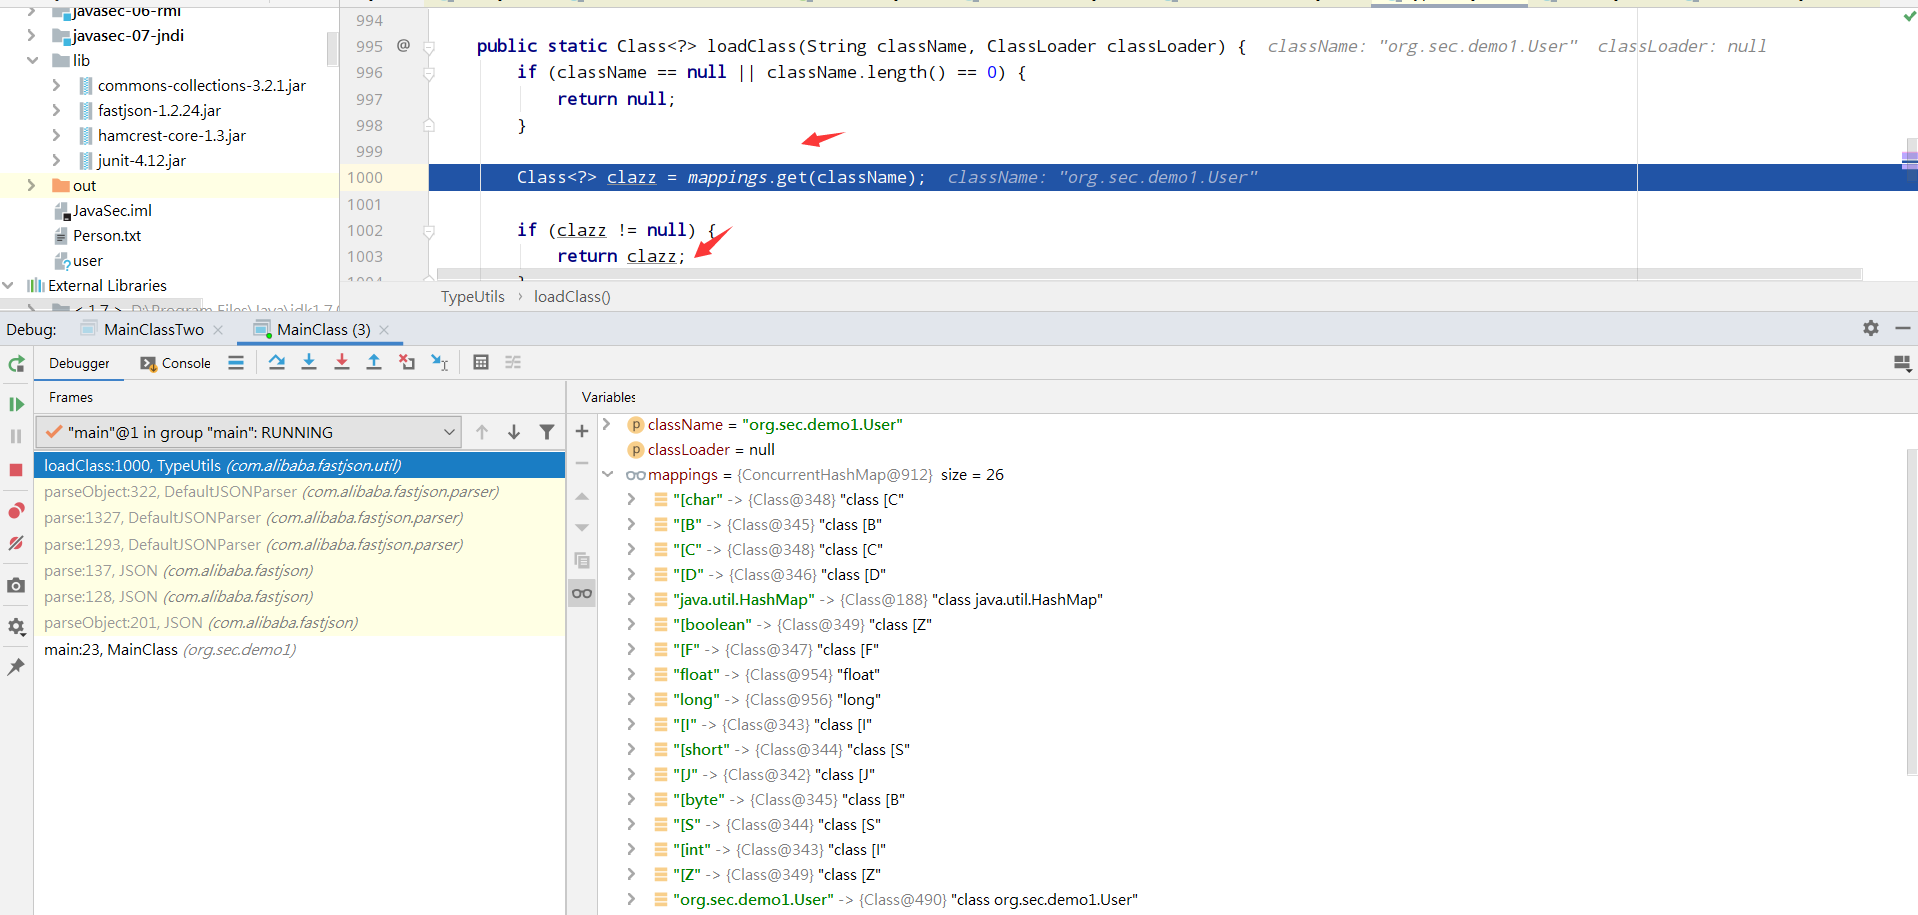 javasec-06-rmi
javasec-07-jndi
lib
commons-collections-3.2.1.jar
fastjson-1.2.24.jar
hamcrest-core-1.3.jar
junit-4.12.jar
out
JavaSec.iml
Person.txt
user
External Libraries
994
995 @ public static Class<?> loadClass(String className, ClassLoader classLoader) { className: "org.sec.demo1.User" classLoader: null
996 if (className == null || className.length() == 0) {
997 return null;
998 }
999
1000 Class<?> clazz = mappings.get(className); className: "org.sec.demo1.User"
1001
1002 if (clazz != null) {
1003 return clazz;
1004 }
TypeUtils › loadClass()
Debug: MainClassTwo MainClass (3)
Debugger Console
Frames
"main"@1 in group "main": RUNNING
loadClass:1000, TypeUtils (com.alibaba.fastjson.util)
parseObject:322, DefaultJSONParser (com.alibaba.fastjson.parser)
parse:1327, DefaultJSONParser (com.alibaba.fastjson.parser)
parse:1293, DefaultJSONParser (com.alibaba.fastjson.parser)
parse:137, JSON (com.alibaba.fastjson)
parse:128, JSON (com.alibaba.fastjson)
parseObject:201, JSON (com.alibaba.fastjson)
main:23, MainClass (org.sec.demo1)
Variables
className = "org.sec.demo1.User"
classLoader = null
mappings = {ConcurrentHashMap@912} size = 26
"[char" -> {Class@348} "class [C"
"[B" -> {Class@345} "class [B"
"[C" -> {Class@348} "class [C"
"[D" -> {Class@346} "class [D"
"java.util.HashMap" -> {Class@188} "class java.util.HashMap"
"[boolean" -> {Class@349} "class [Z"
"[F" -> {Class@347} "class [F"
"float" -> {Class@954} "float"
"long" -> {Class@956} "long"
"[I" -> {Class@343} "class [I"
"[short" -> {Class@344} "class [S"
"[J" -> {Class@342} "class [J"
"[byte" -> {Class@345} "class [B"
"[S" -> {Class@344} "class [S"
"[int" -> {Class@343} "class [I"
"[Z" -> {Class@349} "class [Z"
"org.sec.demo1.User" -> {Class@490} "class org.sec.demo1.User"